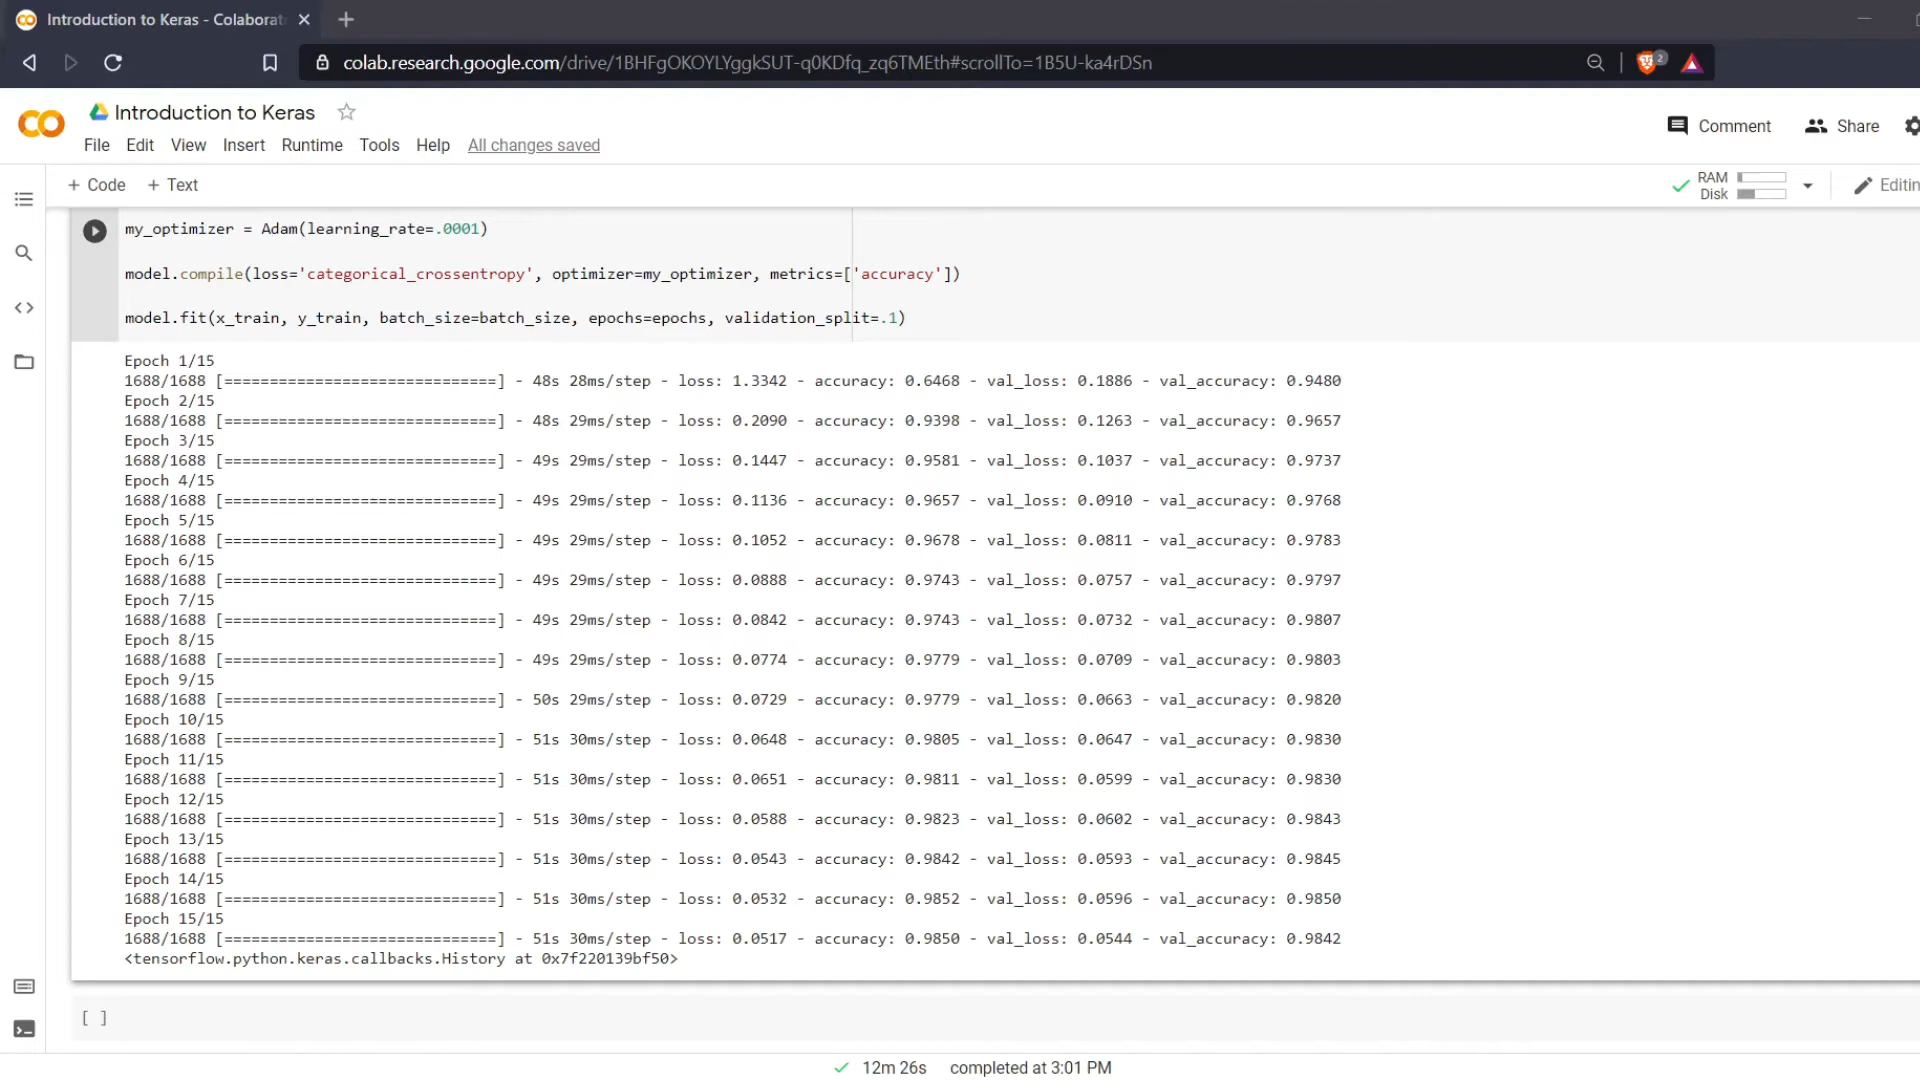 Introduction to Keras - Colaborat
colab.research.google.com/drive/1BHFgOKOYLYggkSUT-q0KDfq_zq6TMEth#scrollTo=1B5U-ka4rDSn
2
Introduction to Keras
File Edit View Insert Runtime Tools Help All changes saved
Comment Share
+ Code + Text
RAM
Disk
Editin
my_optimizer = Adam(learning_rate=.0001)
model.compile(loss='categorical_crossentropy', optimizer=my_optimizer, metrics=['accuracy'])
model.fit(x_train, y_train, batch_size=batch_size, epochs=epochs, validation_split=.1)
Epoch 1/15
1688/1688 [==============================] - 48s 28ms/step - loss: 1.3342 - accuracy: 0.6468 - val_loss: 0.1886 - val_accuracy: 0.9480
Epoch 2/15
1688/1688 [==============================] - 48s 29ms/step - loss: 0.2090 - accuracy: 0.9398 - val_loss: 0.1263 - val_accuracy: 0.9657
Epoch 3/15
1688/1688 [==============================] - 49s 29ms/step - loss: 0.1447 - accuracy: 0.9581 - val_loss: 0.1037 - val_accuracy: 0.9737
Epoch 4/15
1688/1688 [==============================] - 49s 29ms/step - loss: 0.1136 - accuracy: 0.9657 - val_loss: 0.0910 - val_accuracy: 0.9768
Epoch 5/15
1688/1688 [==============================] - 49s 29ms/step - loss: 0.1052 - accuracy: 0.9678 - val_loss: 0.0811 - val_accuracy: 0.9783
Epoch 6/15
1688/1688 [==============================] - 49s 29ms/step - loss: 0.0888 - accuracy: 0.9743 - val_loss: 0.0757 - val_accuracy: 0.9797
Epoch 7/15
1688/1688 [==============================] - 49s 29ms/step - loss: 0.0842 - accuracy: 0.9743 - val_loss: 0.0732 - val_accuracy: 0.9807
Epoch 8/15
1688/1688 [==============================] - 49s 29ms/step - loss: 0.0774 - accuracy: 0.9779 - val_loss: 0.0709 - val_accuracy: 0.9803
Epoch 9/15
1688/1688 [==============================] - 50s 29ms/step - loss: 0.0729 - accuracy: 0.9779 - val_loss: 0.0663 - val_accuracy: 0.9820
Epoch 10/15
1688/1688 [==============================] - 51s 30ms/step - loss: 0.0648 - accuracy: 0.9805 - val_loss: 0.0647 - val_accuracy: 0.9830
Epoch 11/15
1688/1688 [==============================] - 51s 30ms/step - loss: 0.0651 - accuracy: 0.9811 - val_loss: 0.0599 - val_accuracy: 0.9830
Epoch 12/15
1688/1688 [==============================] - 51s 30ms/step - loss: 0.0588 - accuracy: 0.9823 - val_loss: 0.0602 - val_accuracy: 0.9843
Epoch 13/15
1688/1688 [==============================] - 51s 30ms/step - loss: 0.0543 - accuracy: 0.9842 - val_loss: 0.0593 - val_accuracy: 0.9845
Epoch 14/15
1688/1688 [==============================] - 51s 30ms/step - loss: 0.0532 - accuracy: 0.9852 - val_loss: 0.0596 - val_accuracy: 0.9850
Epoch 15/15
1688/1688 [==============================] - 51s 30ms/step - loss: 0.0517 - accuracy: 0.9850 - val_loss: 0.0544 - val_accuracy: 0.9842
<tensorflow.python.keras.callbacks.History at 0x7f220139bf50>
[ ]
12m 26s completed at 3:01 PM